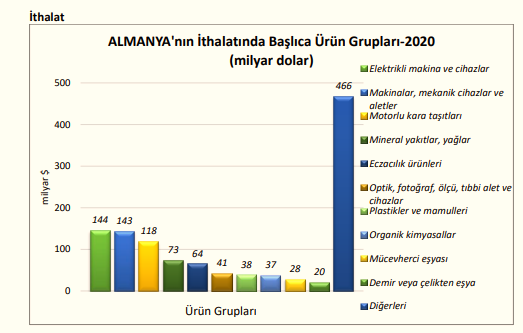 İthalat
ALMANYA'nın İthalatında Başlıca Ürün Grupları-2020
(milyar dolar)
466
500
400
300
200
100
0
milyar $
144
143
118
73
64
41
38
37
28
20
Ürün Grupları
Elektrikli makina ve cihazlar
Makinalar, mekanik cihazlar ve
aletler
Motorlu kara taşıtları
Mineral yakıtlar, yağlar
Eczacılık ürünleri
Optik, fotoğraf, ölçü, tıbbi alet ve
cihazlar
Plastikler ve mamulleri
Organik kimyasallar
Mücevherci eşyası
Demir veya çelikten eşya
Diğerleri